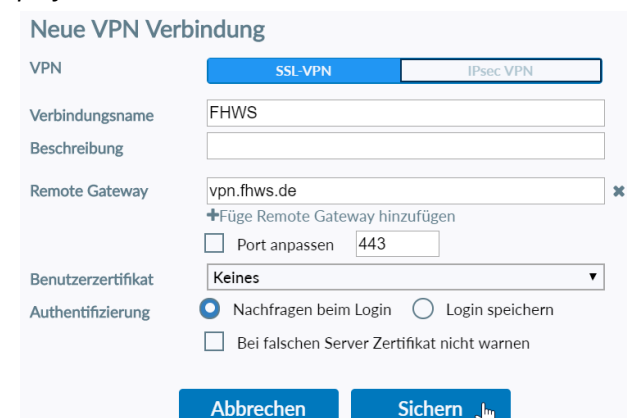 Neue VPN Verbindung
VPN SSL-VPN IPsec VPN
Verbindungsname FHWS
Beschreibung
Remote Gateway vpn.fhws.de ✖
+Füge Remote Gateway hinzufügen
Port anpassen 443
Benutzerzertifikat Keines ▼
Authentifizierung Nachfragen beim Login Login speichern
Bei falschen Server Zertifikat nicht warnen
Abbrechen Sichern